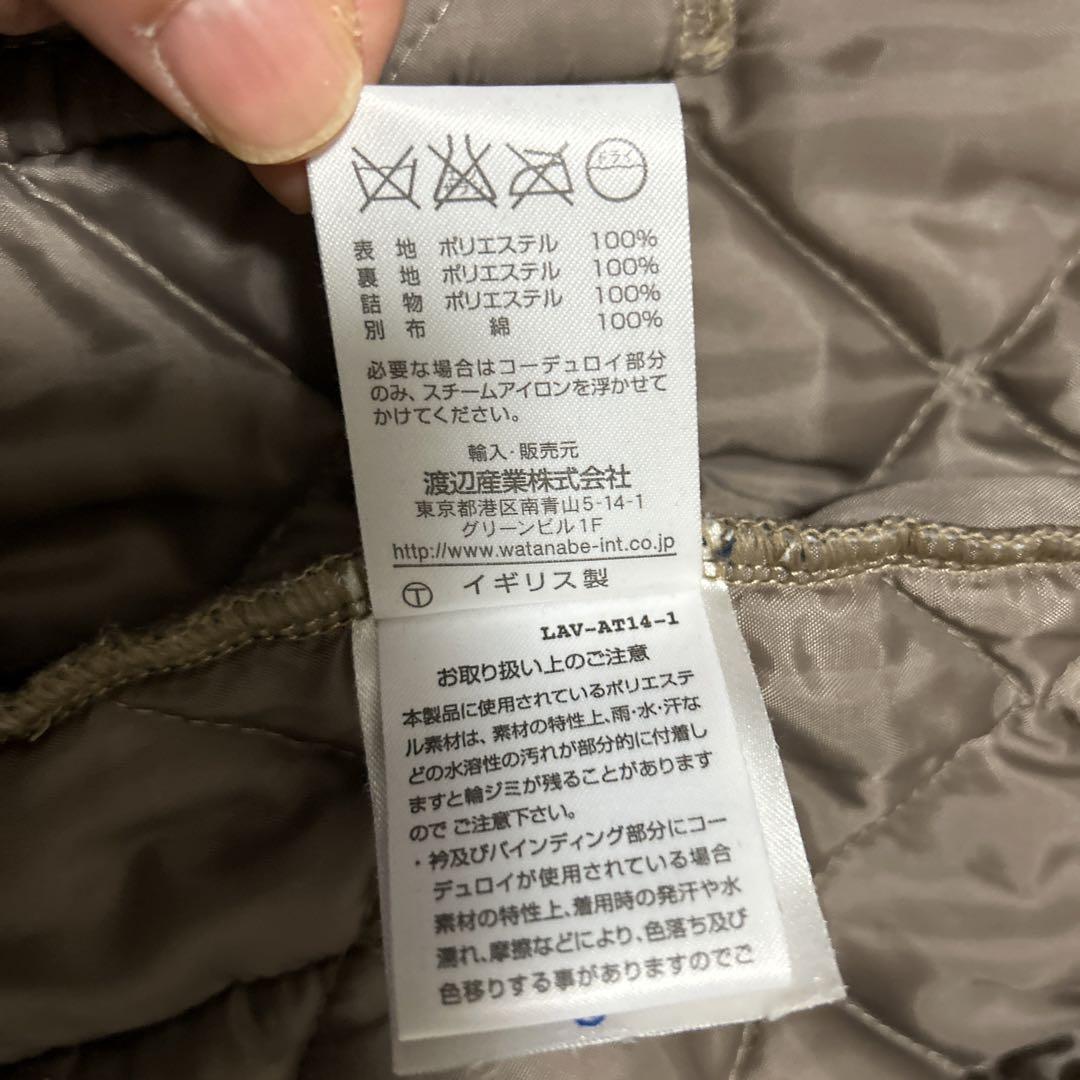 ドライ
表 地 ポリエステル 100%
裏 地 ポリエステル 100%
詰 物 ポリエステル 100%
別 布 綿 100%
必要な場合はコーデュロイ部分
のみ、スチームアイロンを浮かせて
かけてください。
輸入・販売元
渡辺産業株式会社
東京都港区南青山5-14-1
グリーンビル1F
http://www.watanabe-int.co.jp
Ⓣ イギリス製
LAV-AT14-1
お取り扱い上のご注意
本製品に使用されているポリエステ
ル素材は、素材の特性上、雨・水・汗な
どの水溶性の汚れが部分的に付着し
ますと輪ジミが残ることがあります
ので ご注意下さい。
・衿及びバインディング部分にコー
デュロイが使用されている場合
素材の特性上、着用時の発汗や水
濡れ、摩擦などにより、色落ち及び
色移りする事がありますのでご